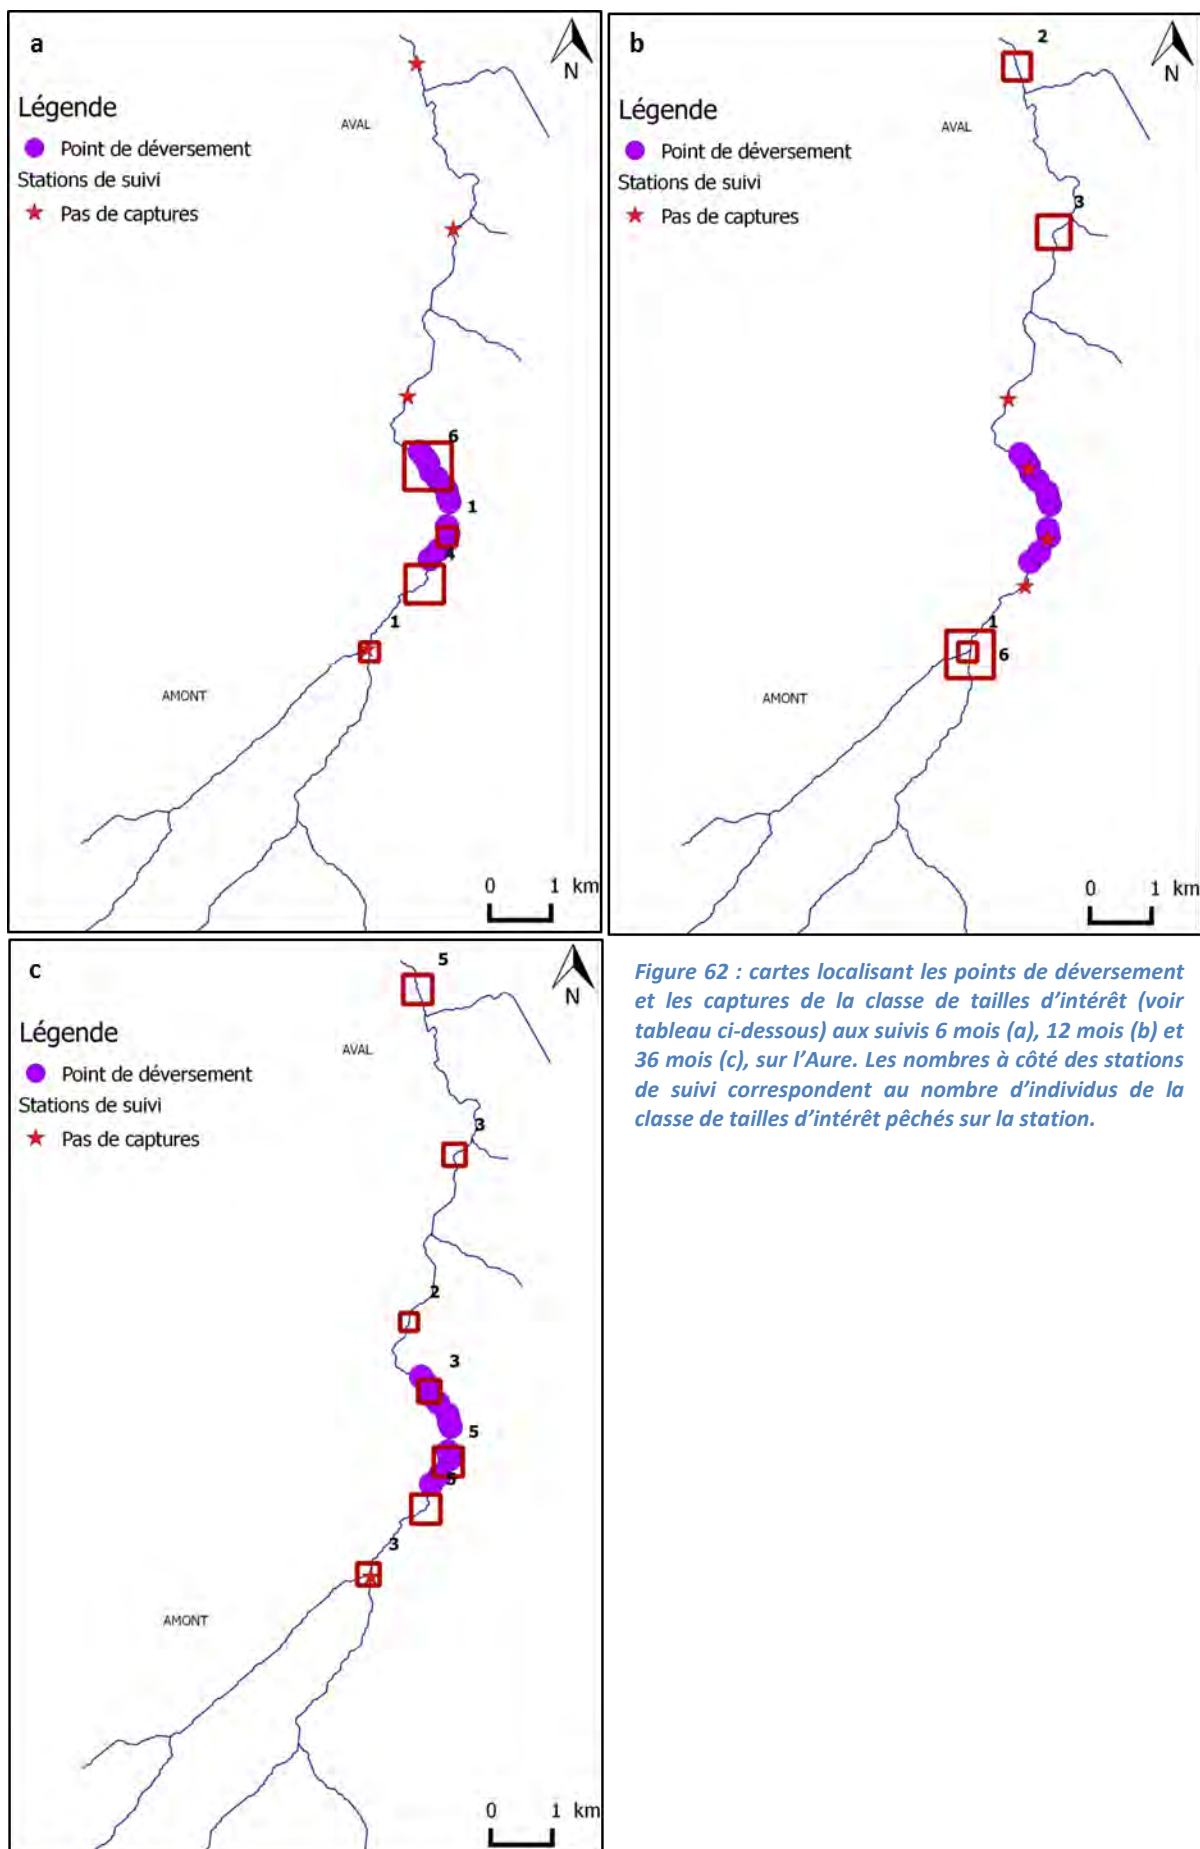 a
N
Légende
AVAL
Point de déversement
Stations de suivi
Pas de captures
6
1
4
1
AMONT
0 1 km
b
2
N
Légende
AVAL
Point de déversement
Stations de suivi
3
Pas de captures
1
6
AMONT
0 1 km
c
5
N
Légende
AVAL
Point de déversement
Stations de suivi
3
Pas de captures
2
3
5
5
3
AMONT
0 1 km
Figure 62 : cartes localisant les points de déversement
et les captures de la classe de tailles d’intérêt (voir
tableau ci-dessous) aux suivis 6 mois (a), 12 mois (b) et
36 mois (c), sur l’Aure. Les nombres à côté des stations
de suivi correspondent au nombre d’individus de la
classe de tailles d’intérêt pêchés sur la station.